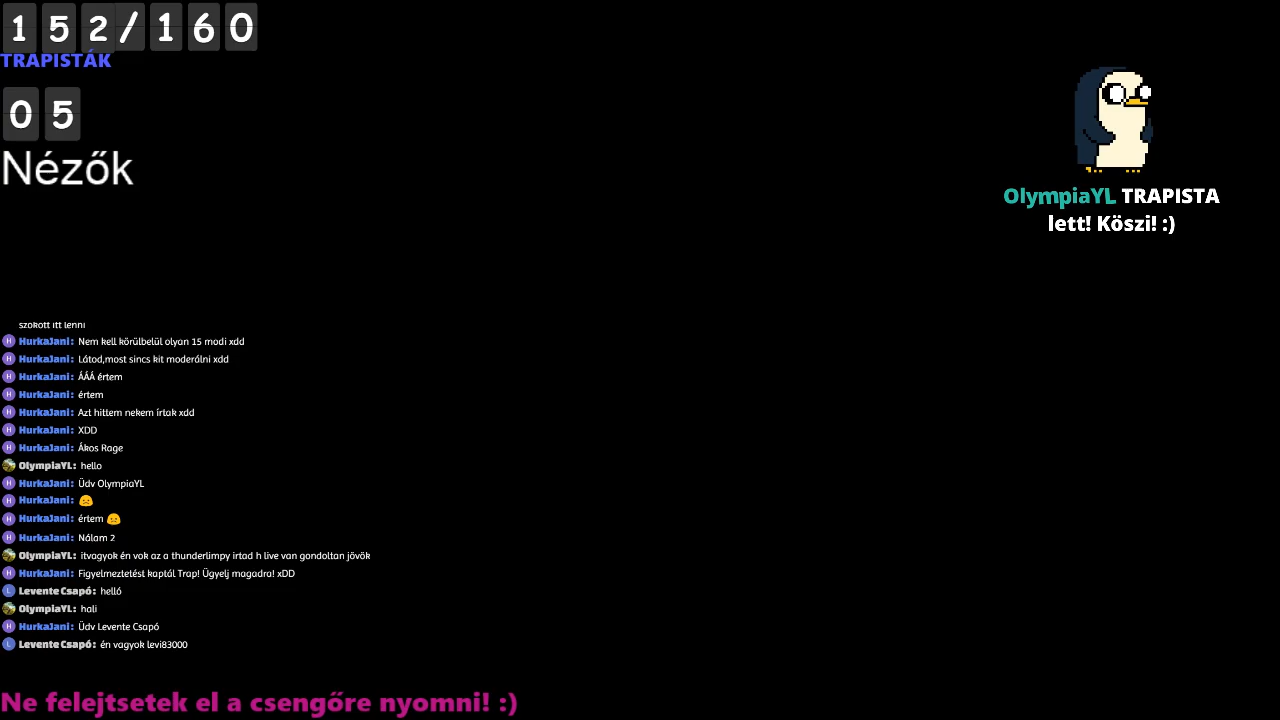 152/160
TRAPISTÁK
05
Nézők
OlympiaYL TRAPISTA
lett! Köszi! :)
szokott itt lenni
H HurkaJani: Nem kell körülbelül olyan 15 modi xdd
H HurkaJani: Látod,most sincs kit moderálni xdd
H HurkaJani: ÁÁÁ értem
H HurkaJani: értem
H HurkaJani: Azt hittem nekem írtak xdd
H HurkaJani: XDD
H HurkaJani: Ákos Rage
OlympiaYL: hello
H HurkaJani: Üdv OlympiaYL
H HurkaJani: 🙁
H HurkaJani: értem 🙁
H HurkaJani: Nálam 2
OlympiaYL: itvagyok én vok az a thunderlimpy irtad h live van gondoltan jövök
H HurkaJani: Figyelmeztetést kaptál Trap! Ügyelj magadra! xDD
L Levente Csapó: helló
OlympiaYL: hali
H HurkaJani: Üdv Levente Csapó
L Levente Csapó: én vagyok levi83000
Ne felejtsetek el a csengőre nyomni! :)